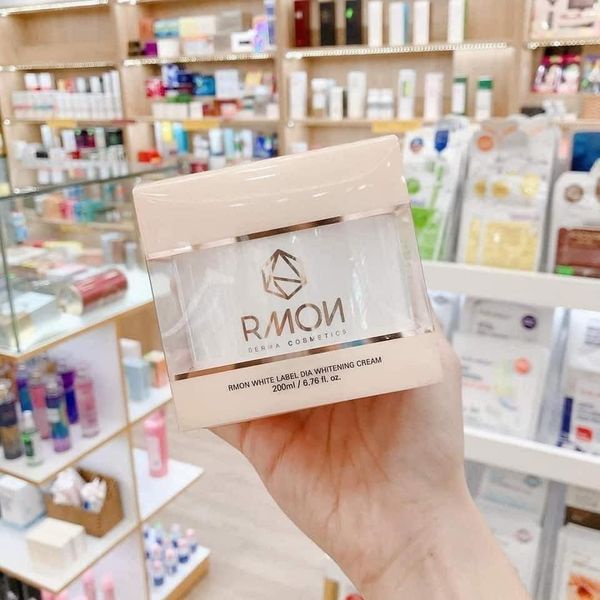 RMON
DERMA COSMETICS
RMON WHITE LABEL DIA WHITENING CREAM
200ml / 6.76 fl. oz.